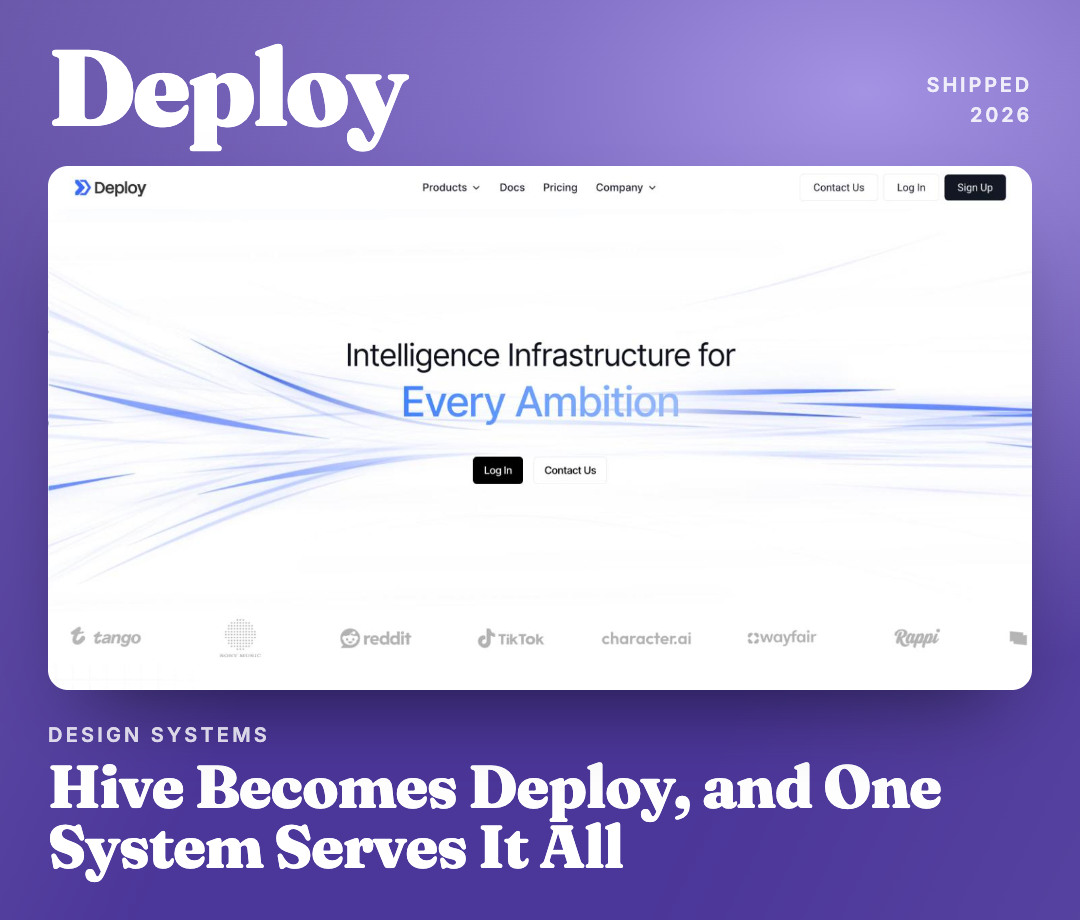 Deploy
SHIPPED
2026
Deploy
Products
Docs
Pricing
Company
Contact Us
Log In
Sign Up
Intelligence Infrastructure for
Every Ambition
Log In
Contact Us
tango
reddit
TikTok
character.ai
wayfair
Rappi
DESIGN SYSTEMS
Hive Becomes Deploy, and One
System Serves It All